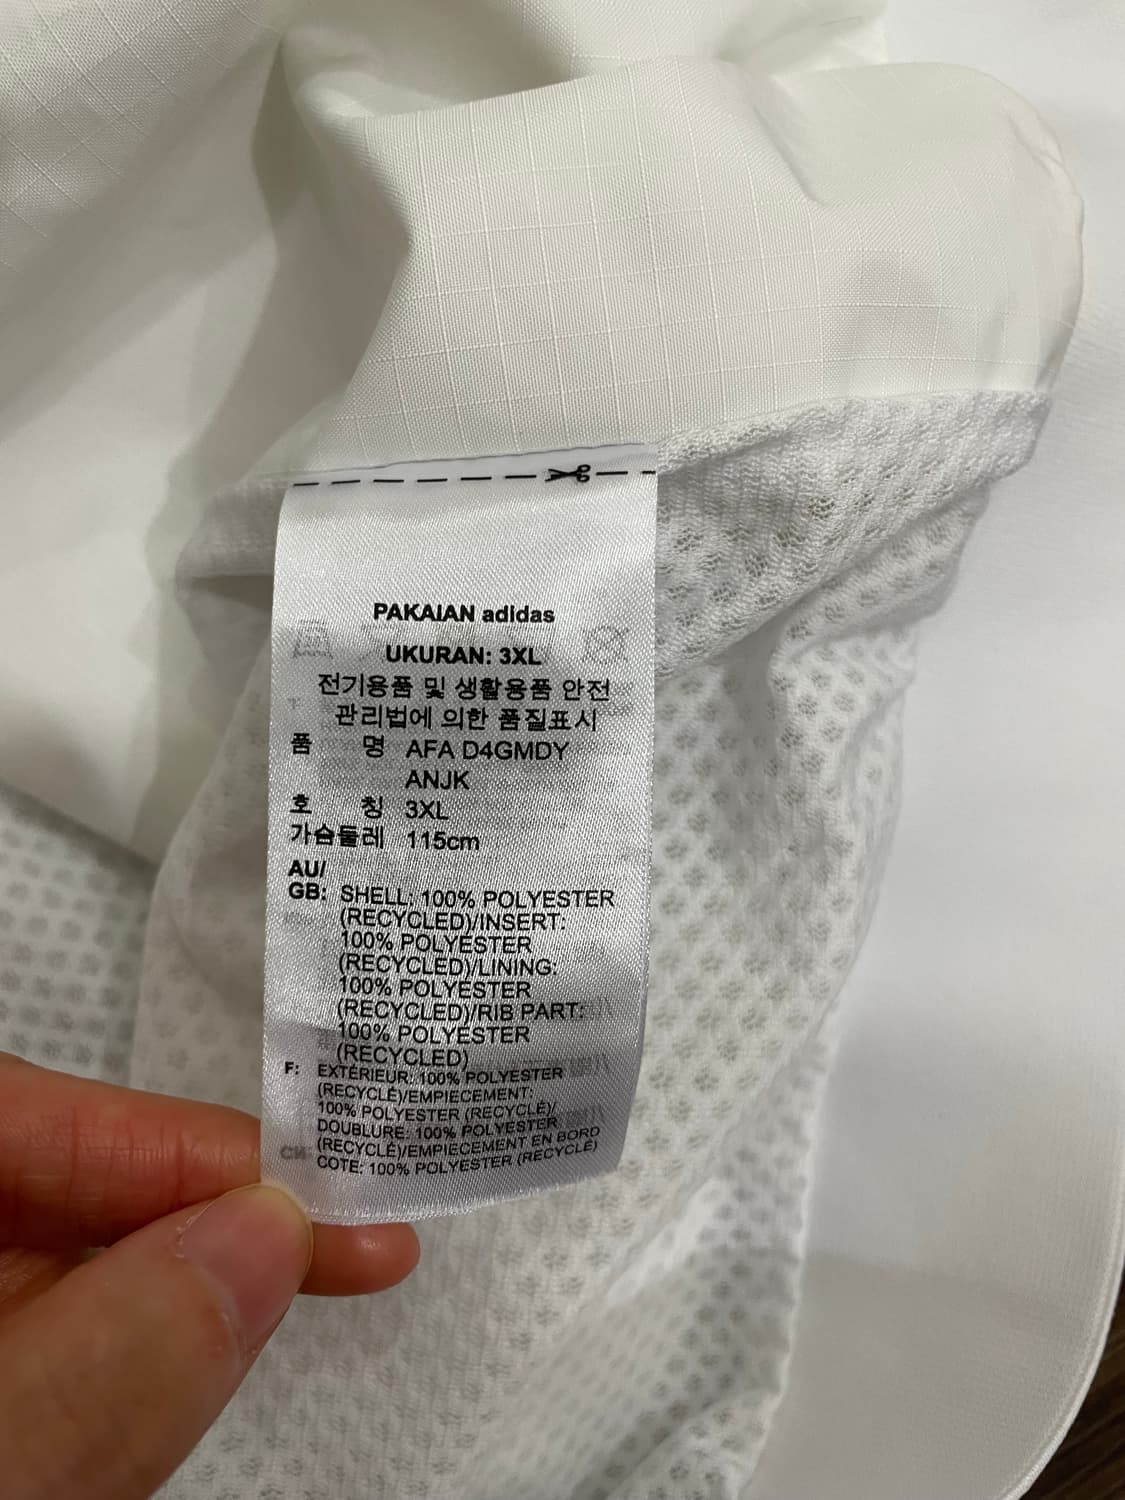 PAKAIAN adidas
UKURAN: 3XL
전기용품 및 생활용품 안전
관리법에 의한 품질표시
품 명 AFA D4GMDY
ANJK
호 칭 3XL
가슴둘레 115cm
AU/
GB: SHELL: 100% POLYESTER
(RECYCLED)/INSERT:
100% POLYESTER
(RECYCLED)/LINING:
100% POLYESTER
(RECYCLED)/RIB PART:
100% POLYESTER
(RECYCLED)
F: EXTÉRIEUR: 100% POLYESTER
(RECYCLÉ)/EMPIECEMENT:
100% POLYESTER (RECYCLÉ)/
DOUBLURE: 100% POLYESTER
(RECYCLÉ)/EMPIECEMENT EN BORD
COTE: 100% POLYESTER (RECYCLÉ)